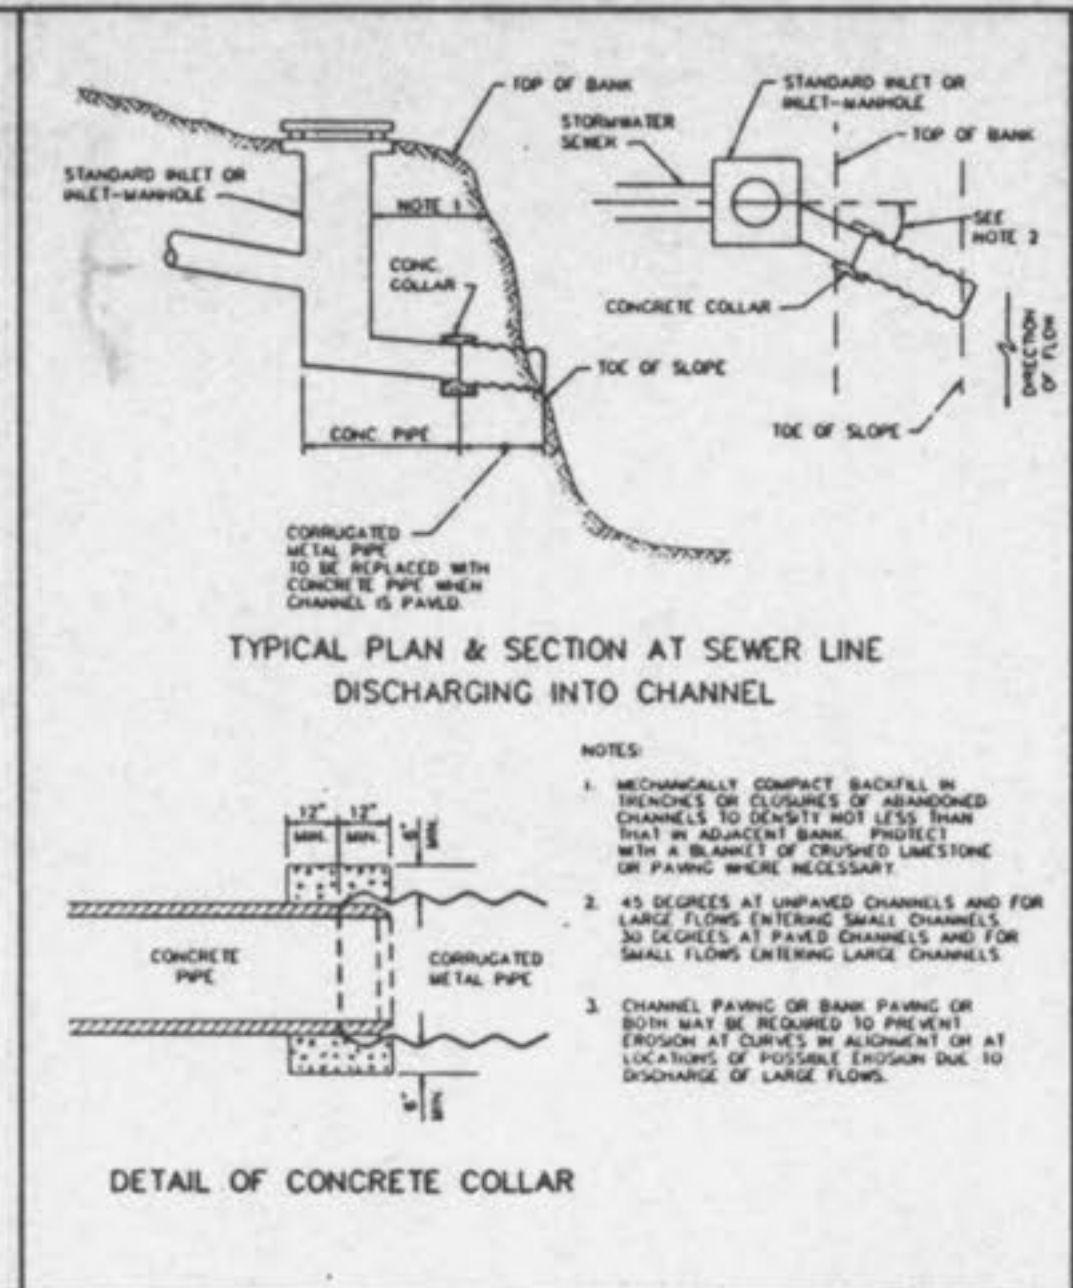 TOP OF BANK
STANDARD INLET OR
INLET-MANHOLE
NOTE 1
CONC.
COLLAR
TOE OF SLOPE
CONC. PIPE
CORRUGATED
METAL PIPE
TO BE REPLACED WITH
CONCRETE PIPE WHEN
CHANNEL IS PAVED.
STANDARD INLET OR
INLET-MANHOLE
STORMWATER
SEWER
TOP OF BANK
SEE
NOTE 2
CONCRETE COLLAR
DIRECTION
OF FLOW
TOE OF SLOPE
TYPICAL PLAN & SECTION AT SEWER LINE
DISCHARGING INTO CHANNEL
12" 12"
MIN. MIN.
6"
MIN.
CONCRETE
PIPE
CORRUGATED
METAL PIPE
6"
MIN.
DETAIL OF CONCRETE COLLAR
NOTES:
1. MECHANICALLY COMPACT BACKFILL IN
TRENCHES OR CLOSURES OF ABANDONED
CHANNELS TO DENSITY NOT LESS THAN
THAT IN ADJACENT BANK. PROTECT
WITH A BLANKET OF CRUSHED LIMESTONE
OR PAVING WHERE NECESSARY.
2. 45 DEGREES AT UNPAVED CHANNELS AND FOR
LARGE FLOWS ENTERING SMALL CHANNELS.
30 DEGREES AT PAVED CHANNELS AND FOR
SMALL FLOWS ENTERING LARGE CHANNELS.
3. CHANNEL PAVING OR BANK PAVING OR
BOTH MAY BE REQUIRED TO PREVENT
EROSION AT CURVES IN ALIGNMENT OR AT
LOCATIONS OF POSSIBLE EROSION DUE TO
DISCHARGE OF LARGE FLOWS.